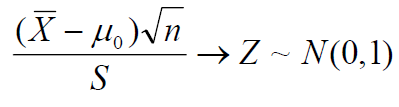 (X̅ − μ₀)√n / S → Z ~ N(0,1)